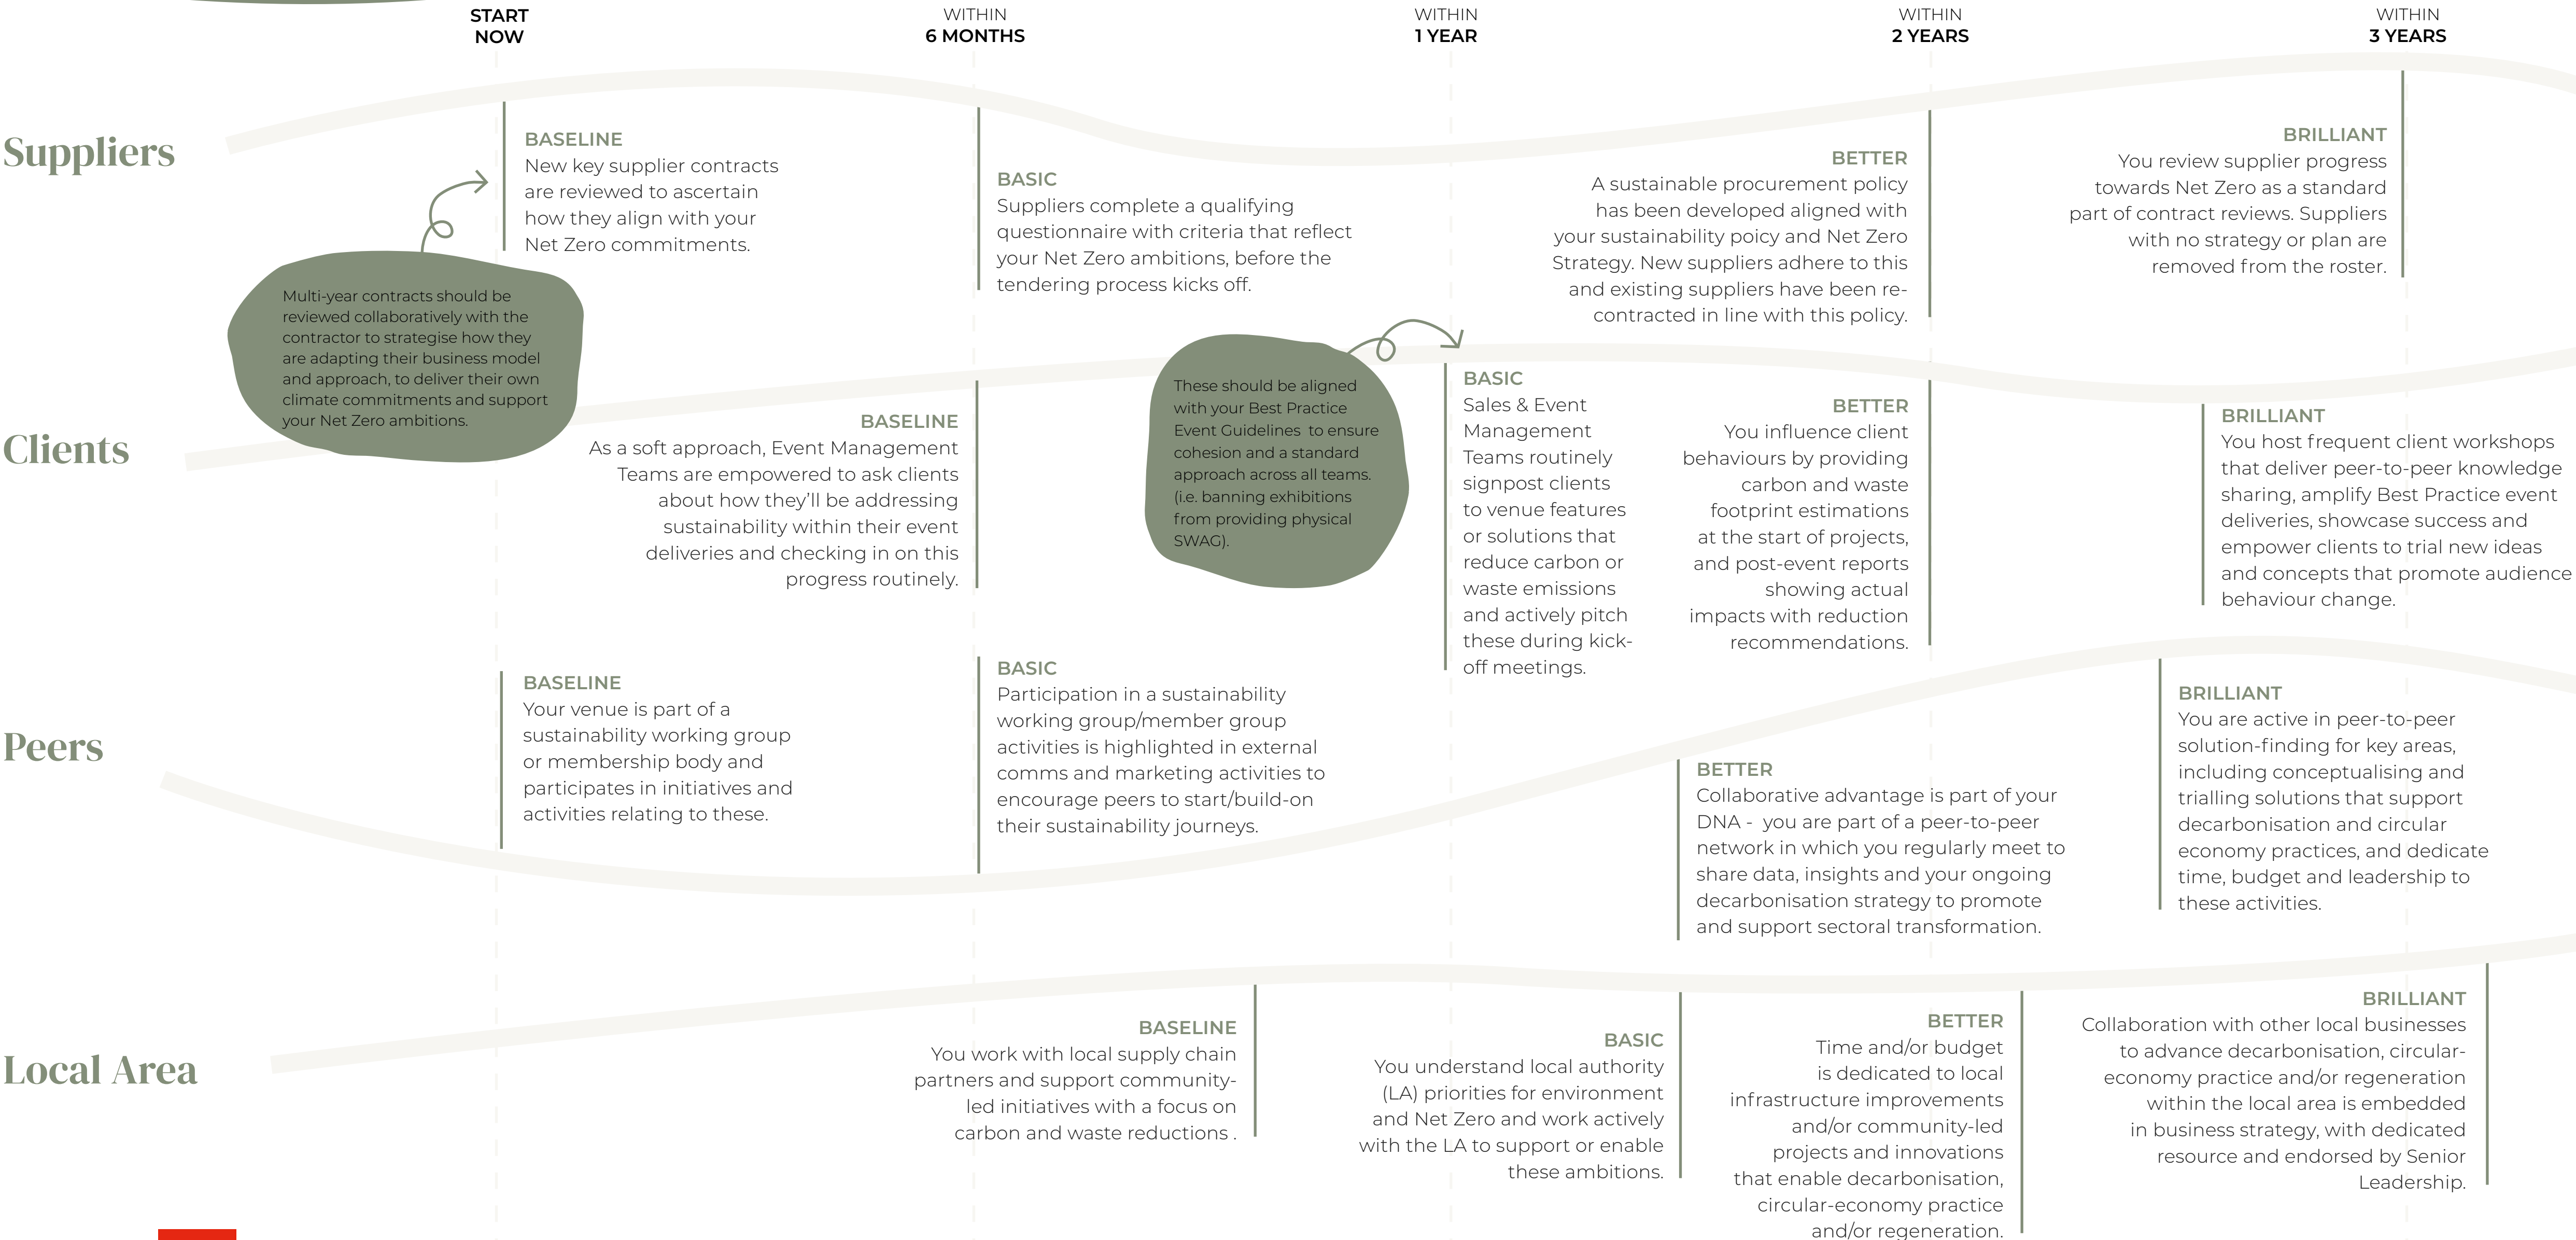 START
NOW
WITHIN
6 MONTHS
WITHIN
1 YEAR
WITHIN
2 YEARS
WITHIN
3 YEARS
Suppliers
BASELINE
New key supplier contracts
are reviewed to ascertain
how they align with your
Net Zero commitments.
Multi-year contracts should be
reviewed collaboratively with the
contractor to strategise how they
are adapting their business model
and approach, to deliver their own
climate commitments and support
your Net Zero ambitions.
BASIC
Suppliers complete a qualifying
questionnaire with criteria that reflect
your Net Zero ambitions, before the
tendering process kicks off.
BETTER
A sustainable procurement policy
has been developed aligned with
your sustainability poicy and Net Zero
Strategy. New suppliers adhere to this
and existing suppliers have been re-
contracted in line with this policy.
BRILLIANT
You review supplier progress
towards Net Zero as a standard
part of contract reviews. Suppliers
with no strategy or plan are
removed from the roster.
Clients
BASELINE
As a soft approach, Event Management
Teams are empowered to ask clients
about how they'll be addressing
sustainability within their event
deliveries and checking in on this
progress routinely.
These should be aligned
with your Best Practice
Event Guidelines  to ensure
cohesion and a standard
approach across all teams.
(i.e. banning exhibitions
from providing physical
SWAG).
BASIC
Sales & Event
Management
Teams routinely
signpost clients
to venue features
or solutions that
reduce carbon or
waste emissions
and actively pitch
these during kick-
off meetings.
BETTER
You influence client
behaviours by providing
carbon and waste
footprint estimations
at the start of projects,
and post-event reports
showing actual
impacts with reduction
recommendations.
BRILLIANT
You host frequent client workshops
that deliver peer-to-peer knowledge
sharing, amplify Best Practice event
deliveries, showcase success and
empower clients to trial new ideas
and concepts that promote audience
behaviour change.
Peers
BASELINE
Your venue is part of a
sustainability working group
or membership body and
participates in initiatives and
activities relating to these.
BASIC
Participation in a sustainability
working group/member group
activities is highlighted in external
comms and marketing activities to
encourage peers to start/build-on
their sustainability journeys.
BETTER
Collaborative advantage is part of your
DNA -  you are part of a peer-to-peer
network in which you regularly meet to
share data, insights and your ongoing
decarbonisation strategy to promote
and support sectoral transformation.
BRILLIANT
You are active in peer-to-peer
solution-finding for key areas,
including conceptualising and
trialling solutions that support
decarbonisation and circular
economy practices, and dedicate
time, budget and leadership to
these activities.
Local Area
BASELINE
You work with local supply chain
partners and support community-
led initiatives with a focus on
carbon and waste reductions .
BASIC
You understand local authority
(LA) priorities for environment
and Net Zero and work actively
with the LA to support or enable
these ambitions.
BETTER
Time and/or budget
is dedicated to local
infrastructure improvements
and/or community-led
projects and innovations
that enable decarbonisation,
circular-economy practice
and/or regeneration.
BRILLIANT
Collaboration with other local businesses
to advance decarbonisation, circular-
economy practice and/or regeneration
within the local area is embedded
in business strategy, with dedicated
resource and endorsed by Senior
Leadership.